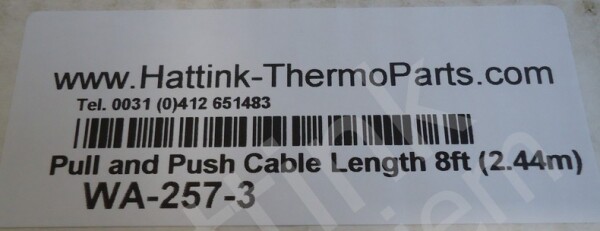 www.Hattink-ThermoParts.com
Tel. 0031 (0)412 651483
Pull and Push Cable Length 8ft (2.44m)
WA-257-3